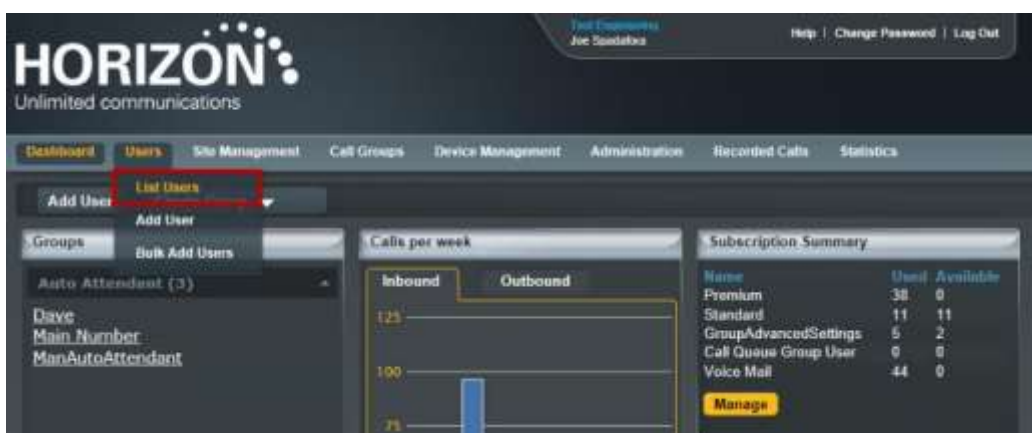 Test Engineering
Joe Spadafora
Help | Change Password | Log Out
HORIZON
Unlimited communications
Dashboard Users Site Management Call Groups Device Management Administration Recorded Calls Statistics
List Users
Add User
Add User
Bulk Add Users
Groups
Calls per week
Subscription Summary
Auto Attendant (3)
Dave
Main Number
ManAutoAttendant
Inbound Outbound
125
100
75
Name Used Available
Premium 38 0
Standard 11 11
GroupAdvancedSettings 5 2
Call Queue Group User 0 0
Voice Mail 44 0
Manage